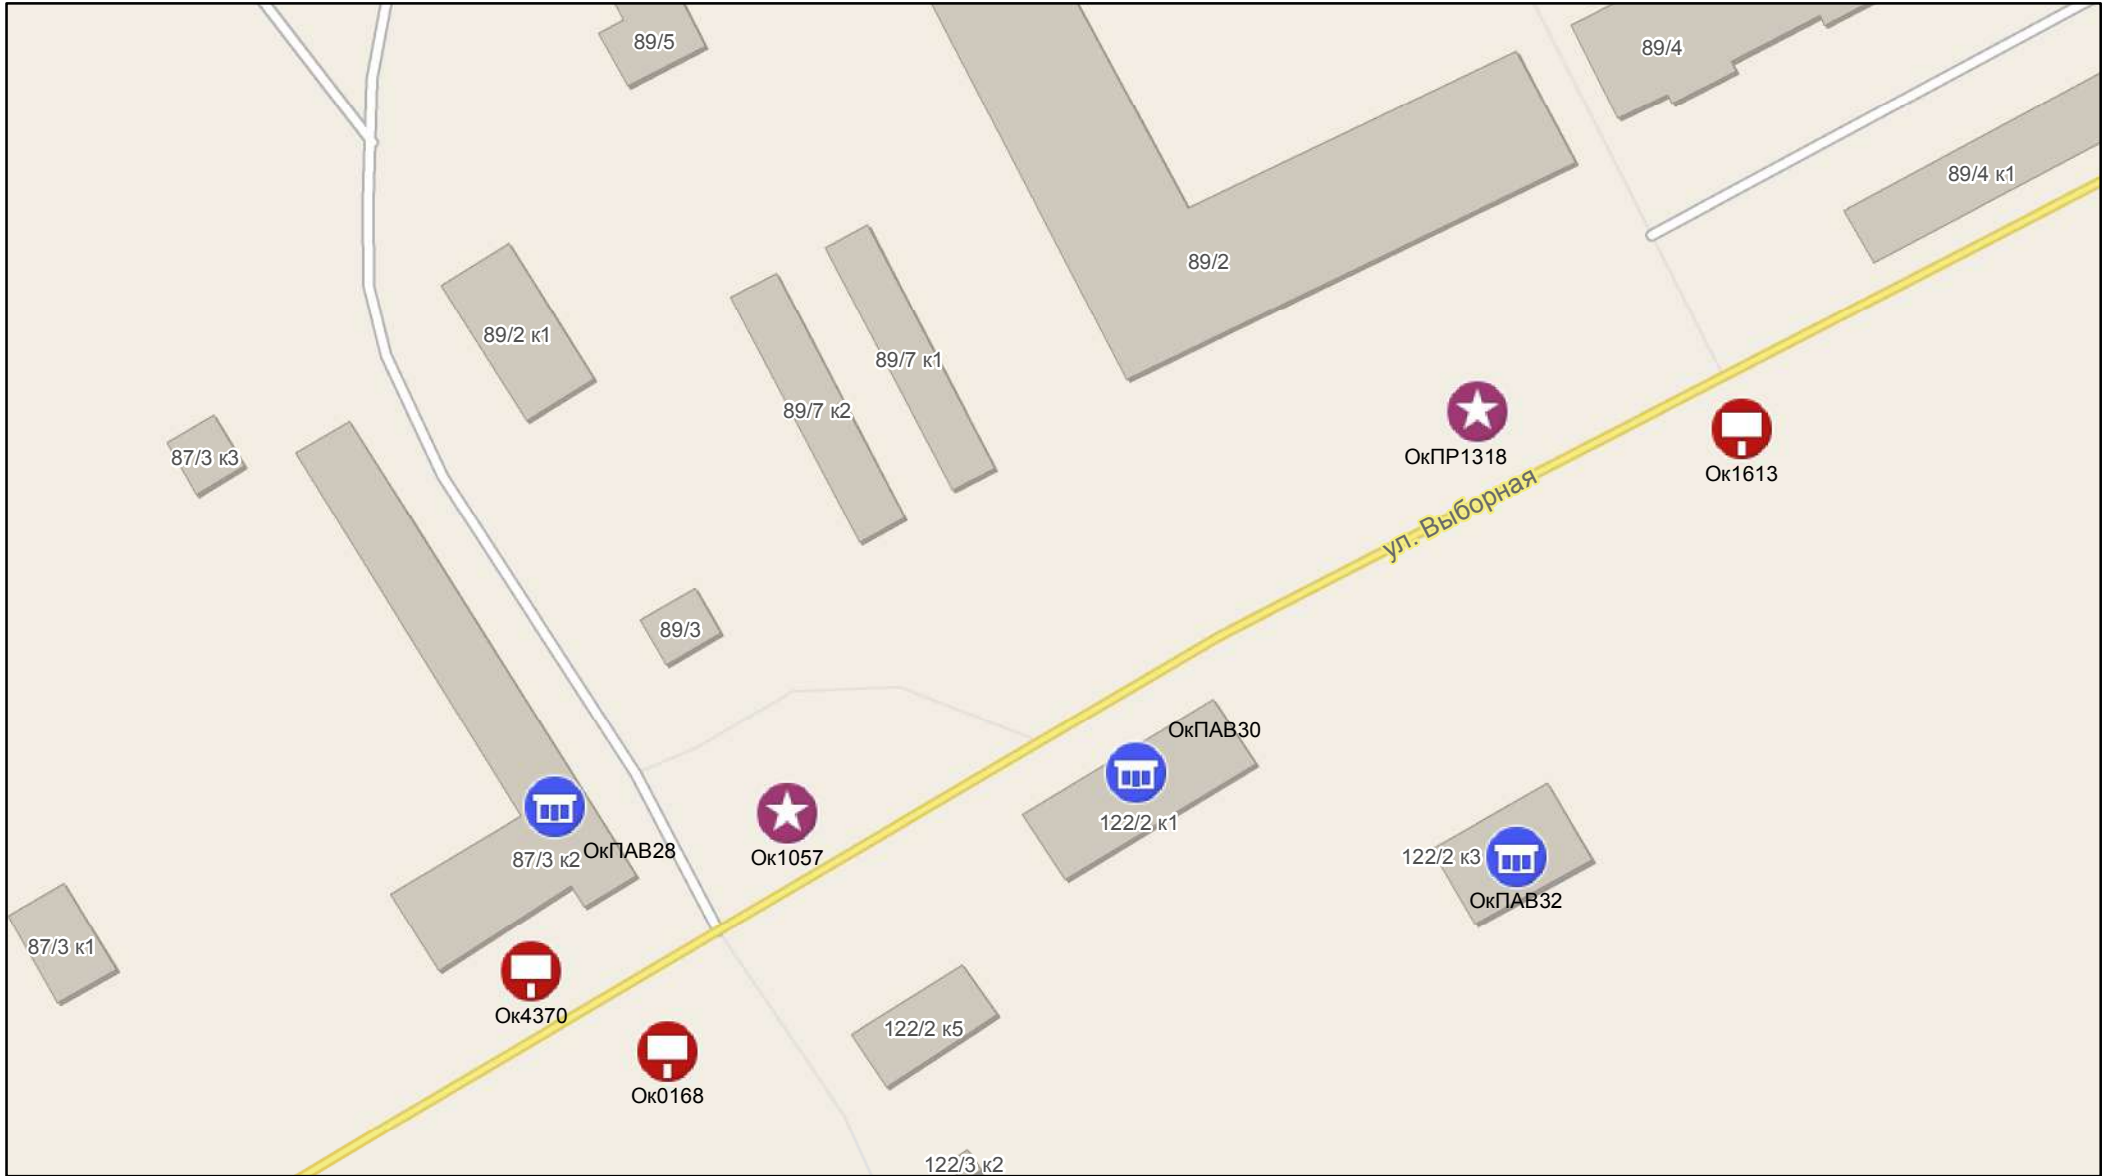 89/5
89/4
89/4 к1
89/2
89/2 к1
89/7 к1
89/7 к2
87/3 к3
ОкПР1318
Ок1613
ул. Выборная
89/3
ОкПАВ30
122/2 к1
ОкПАВ28
87/3 к2
Ок1057
122/2 к3
ОкПАВ32
87/3 к1
Ок4370
122/2 к5
Ок0168
122/3 к2